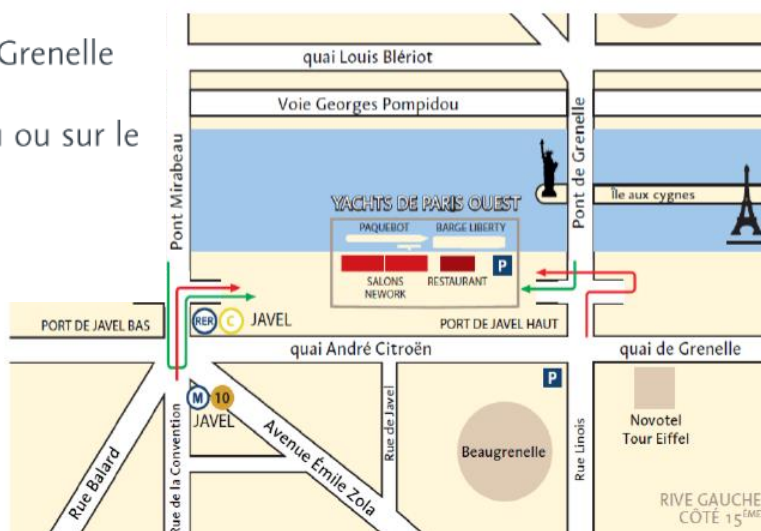 Grenelle
ou sur le
quai Louis Blériot
Voie Georges Pompidou
Pont Mirabeau
Pont de Grenelle
Île aux cygnes
YACHTS DE PARIS OUEST
PAQUEBOT
BARGE LIBERTY
P
SALONS
NEWORK
RESTAURANT
PORT DE JAVEL BAS
RER C JAVEL
PORT DE JAVEL HAUT
quai André Citroën
quai de Grenelle
M 10
JAVEL
P
Rue Balard
Rue de la Convention
Avenue Émile Zola
Rue de Javel
Beaugrenelle
Rue Linois
Novotel
Tour Eiffel
RIVE GAUCHE
CÔTÉ 15ÈME